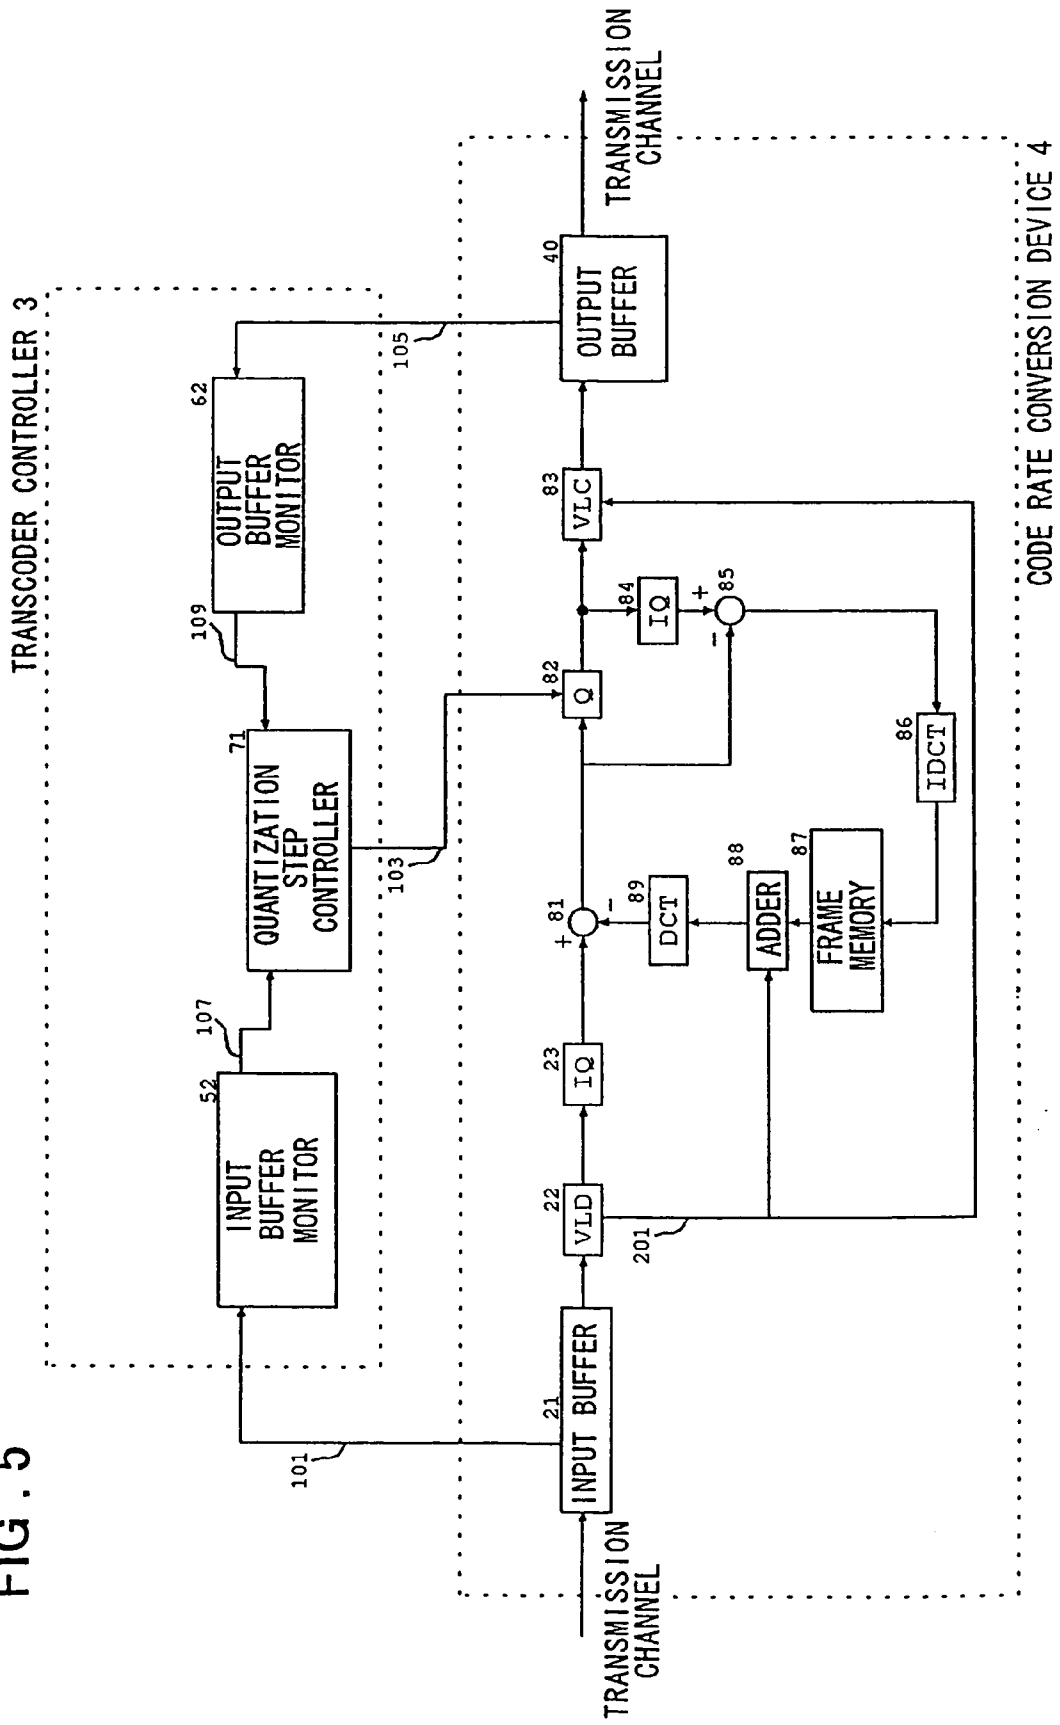 FIG. 5
TRANSCODER CONTROLLER 3
INPUT
BUFFER
MONITOR
52
107
QUANTIZATION
STEP
CONTROLLER
71
109
OUTPUT
BUFFER
MONITOR
62
101
103
105
TRANSMISSION
CHANNEL
INPUT BUFFER
21
VLD
22
IQ
23
+
81
-
Q
82
VLC
83
OUTPUT
BUFFER
40
TRANSMISSION
CHANNEL
201
DCT
89
IQ
84
+
-
85
ADDER
88
FRAME
MEMORY
87
IDCT
86
CODE RATE CONVERSION DEVICE 4